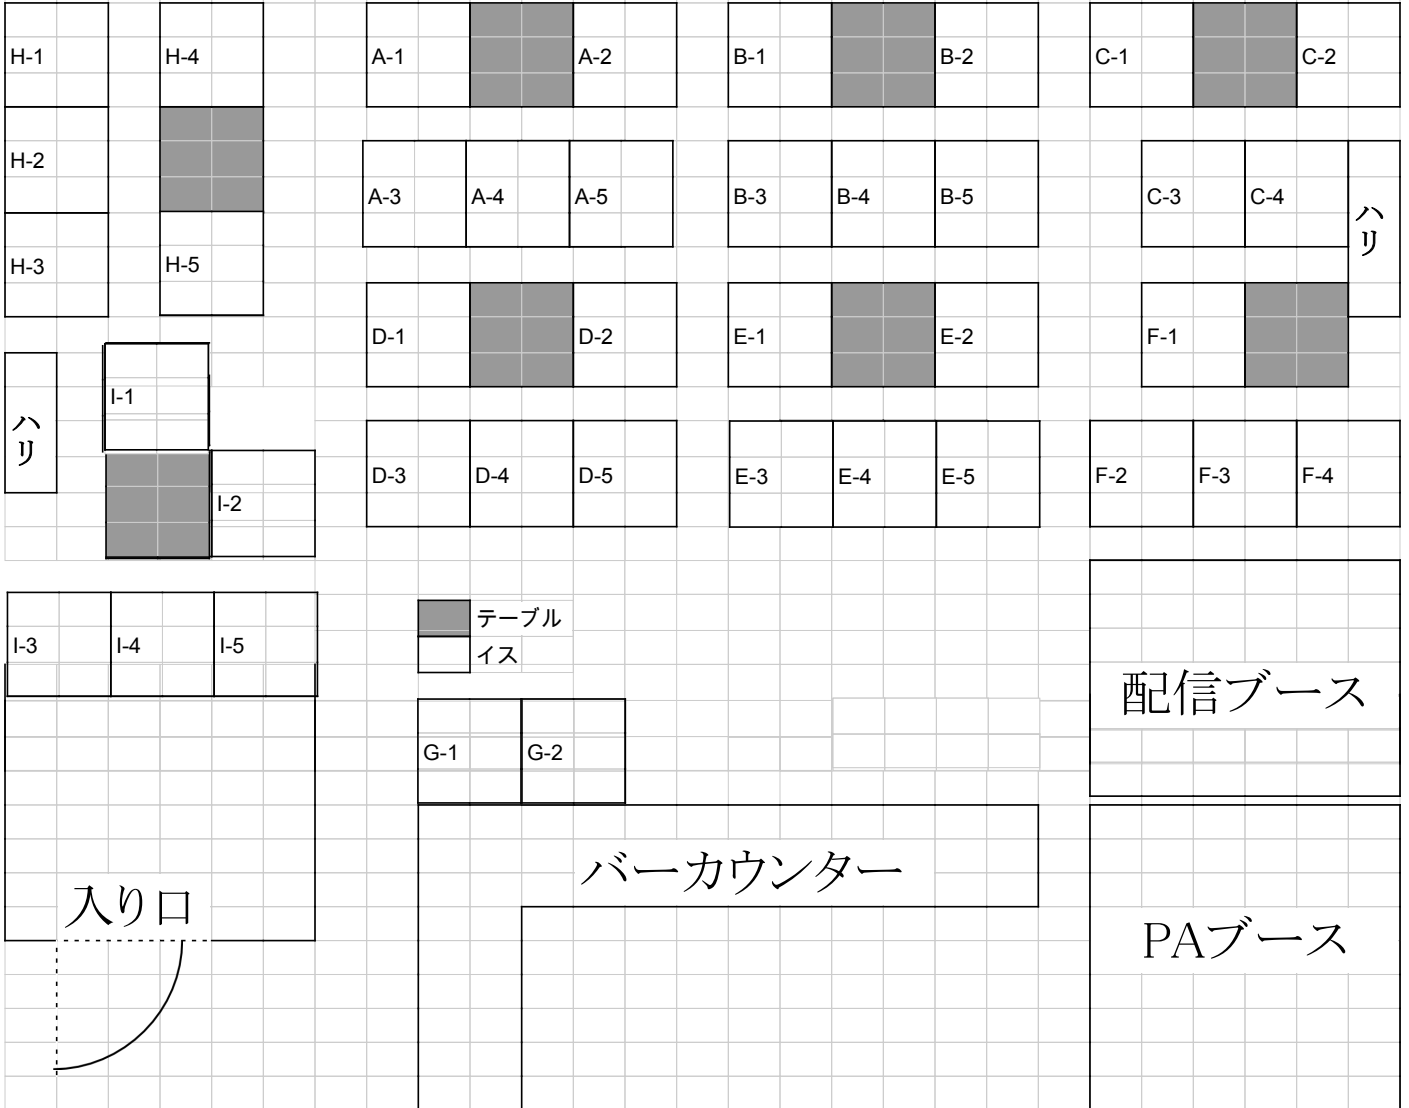 H-1 H-4 A-1 A-2 B-1 B-2 C-1 C-2
H-2
A-3 A-4 A-5 B-3 B-4 B-5 C-3 C-4
ハリ
H-3 H-5
D-1 D-2 E-1 E-2 F-1
I-1
ハリ
D-3 D-4 D-5 E-3 E-4 E-5 F-2 F-3 F-4
I-2
テーブル
I-3 I-4 I-5
イス
配信ブース
G-1 G-2
バーカウンター
入り口
PAブース